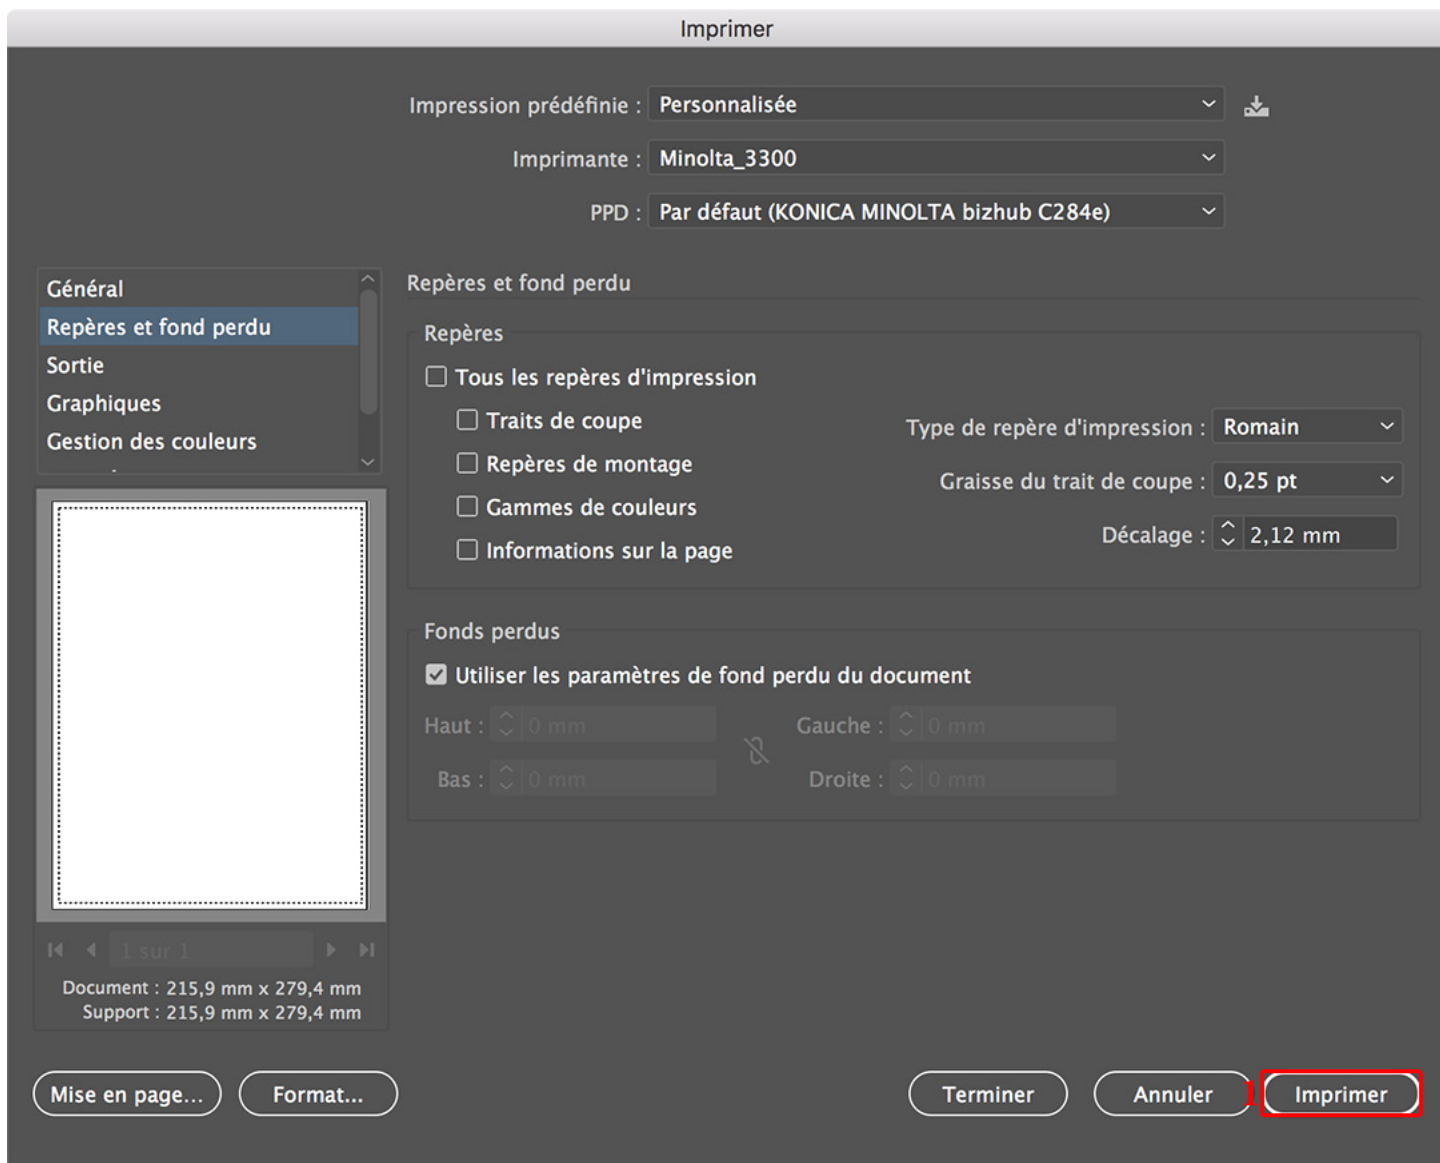 Imprimer
Impression prédéfinie : Personnalisée
Imprimante : Minolta_3300
PPD : Par défaut (KONICA MINOLTA bizhub C284e)
Général
Repères et fond perdu
Sortie
Graphiques
Gestion des couleurs
Repères et fond perdu
Repères
Tous les repères d'impression
Traits de coupe
Repères de montage
Gammes de couleurs
Informations sur la page
Type de repère d'impression : Romain
Graisse du trait de coupe : 0,25 pt
Décalage : 2,12 mm
Fonds perdus
Utiliser les paramètres de fond perdu du document
Haut : 0 mm Gauche : 0 mm
Bas : 0 mm Droite : 0 mm
1 sur 1
Document : 215,9 mm x 279,4 mm
Support : 215,9 mm x 279,4 mm
Mise en page... Format... Terminer Annuler 1 Imprimer